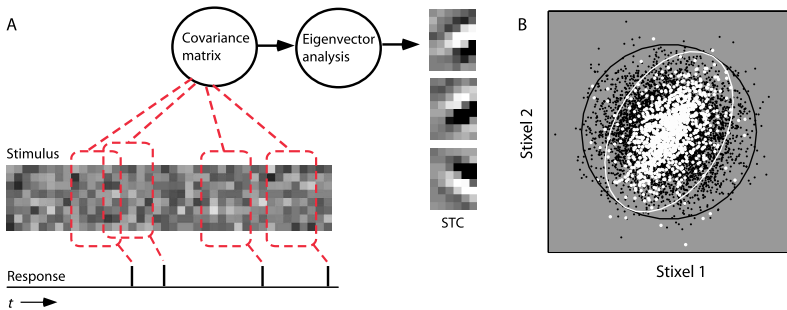 A
Covariance
matrix
Eigenvector
analysis
Stimulus
STC
Response
t
B
Stixel 2
Stixel 1